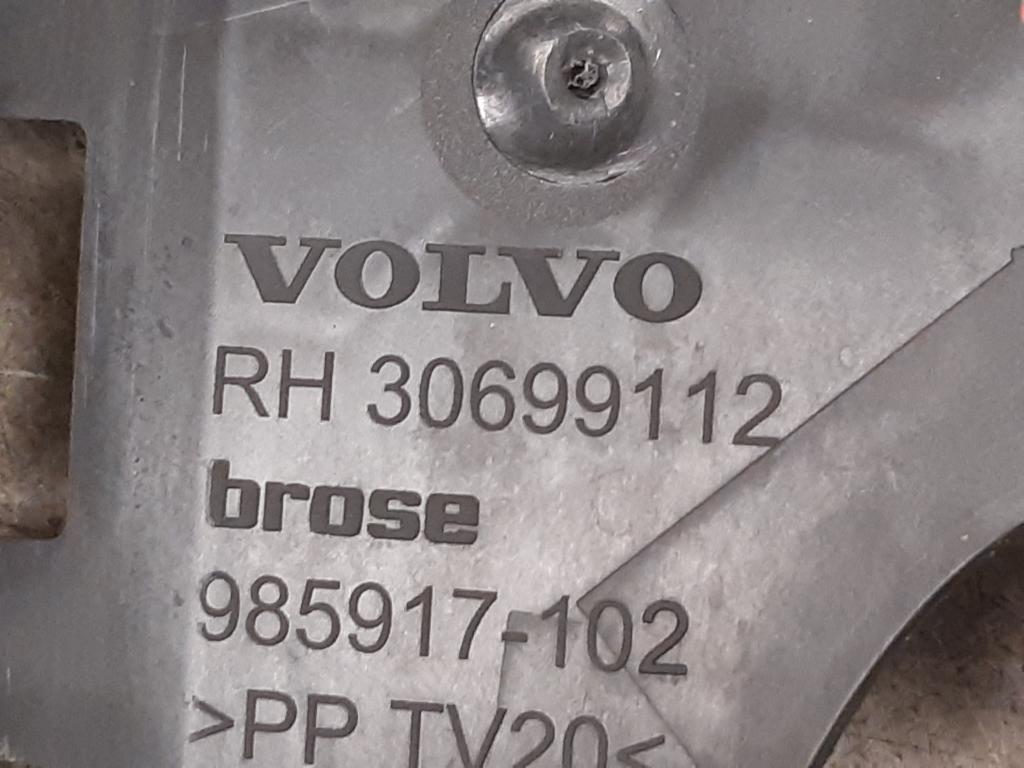 VOLVO
RH 30699112
brose
985917-102
>PP TV20<